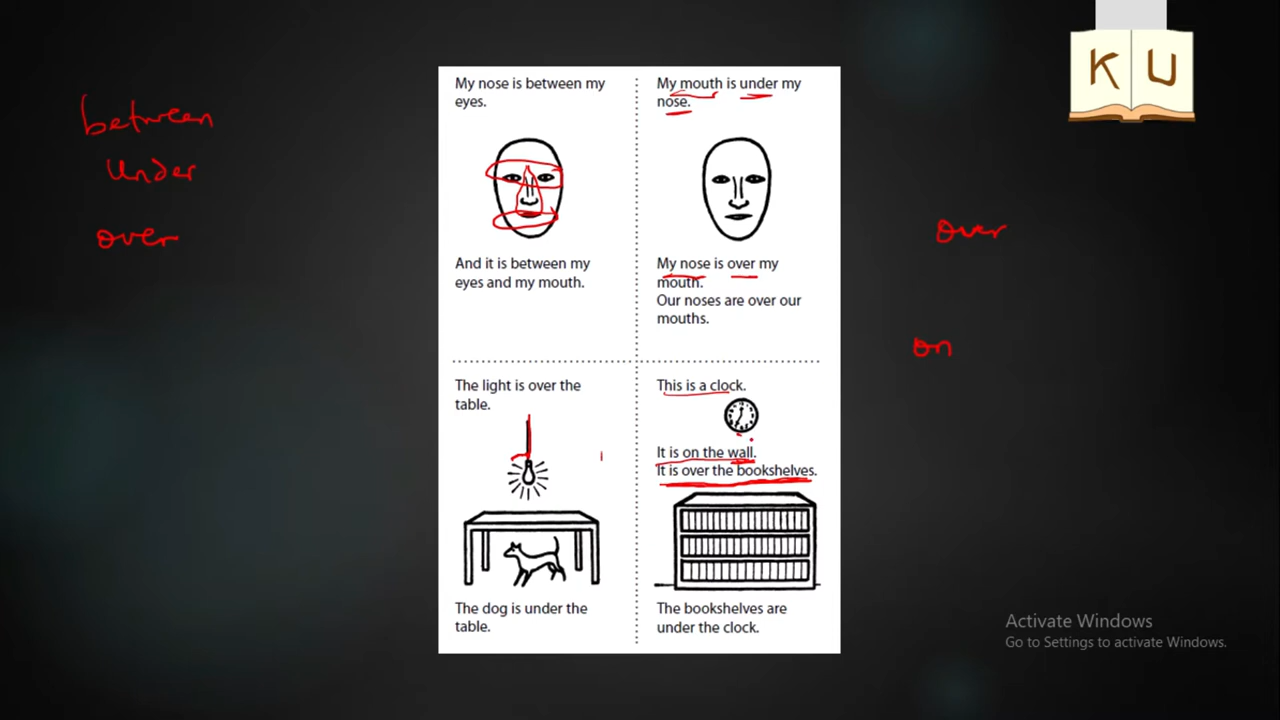 between
under
over
My nose is between my
eyes.
And it is between my
eyes and my mouth.
My mouth is under my
nose.
My nose is over my
mouth.
Our noses are over our
mouths.
The light is over the
table.
The dog is under the
table.
This is a clock.
It is on the wall.
It is over the bookshelves.
The bookshelves are
under the clock.
over
on
K U
Activate Windows
Go to Settings to activate Windows.